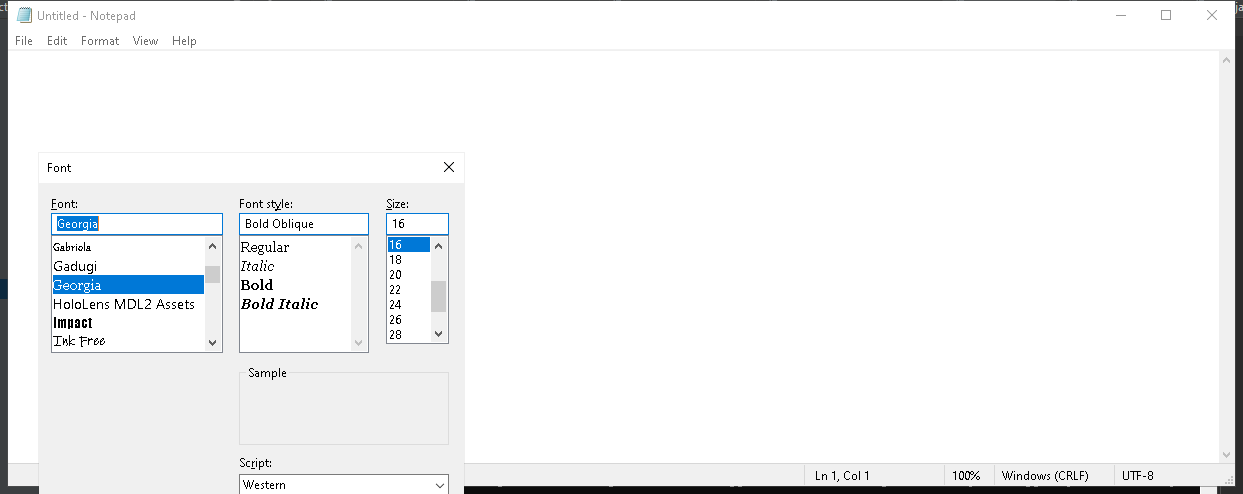 Untitled - Notepad
File Edit Format View Help
Font
Font: Font style: Size:
Georgia Bold Oblique 16
Gabriola
Gadugi
Georgia
HoloLens MDL2 Assets
Impact
Ink Free
Regular
Italic
Bold
Bold Italic
16
18
20
22
24
26
28
Sample
Script:
Western
Ln 1, Col 1 100% Windows (CRLF) UTF-8